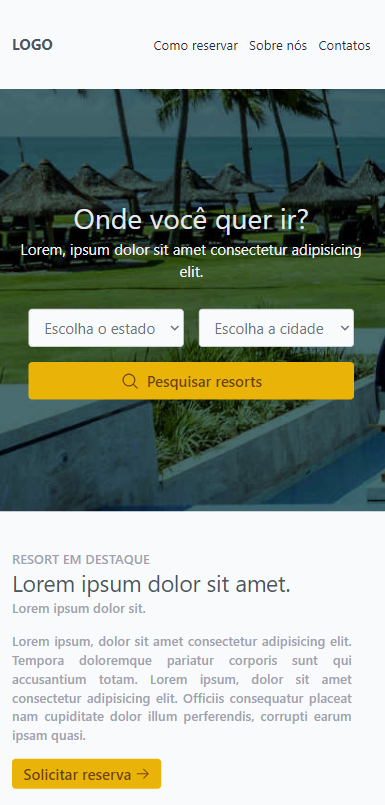 LOGO
Como reservar Sobre nós Contatos
Onde você quer ir?
Lorem, ipsum dolor sit amet consectetur adipisicing
elit.
Escolha o estado Escolha a cidade
Pesquisar resorts
RESORT EM DESTAQUE
Lorem ipsum dolor sit amet.
Lorem ipsum dolor sit.
Lorem ipsum, dolor sit amet consectetur adipisicing elit.
Tempora doloremque pariatur corporis sunt qui
accusantium totam. Lorem ipsum, dolor sit amet
consectetur adipisicing elit. Officiis consequatur placeat
nam cupiditate dolor illum perferendis, corrupti earum
ipsam quasi.
Solicitar reserva →